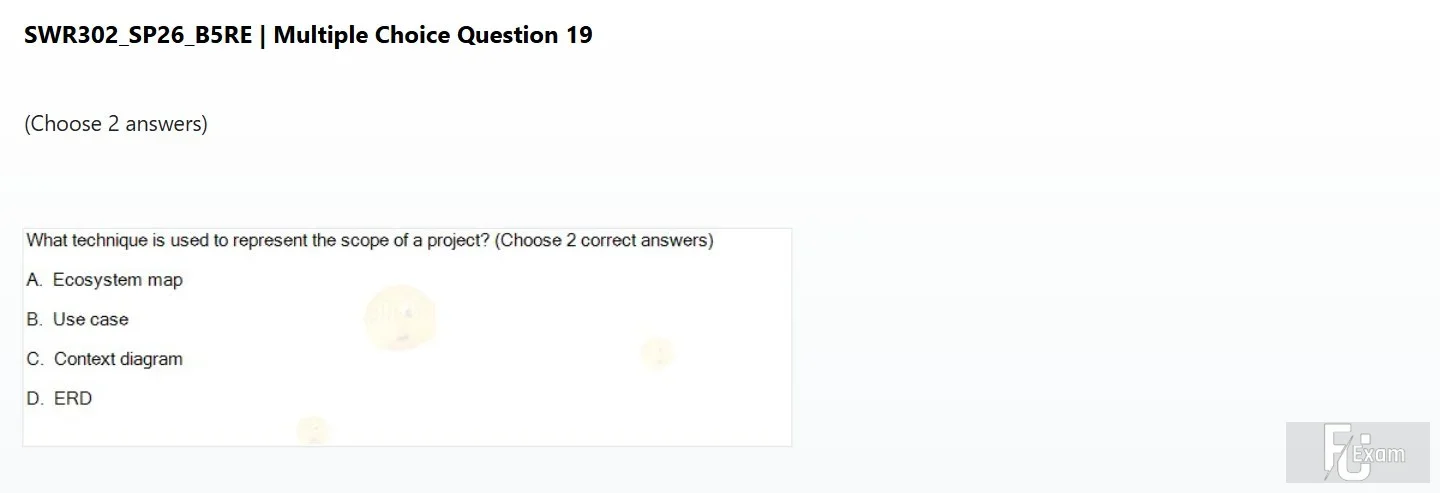 SWR302_SP26_B5RE | Multiple Choice Question 19
(Choose 2 answers)
What technique is used to represent the scope of a project? (Choose 2 correct answers)
A. Ecosystem map
B. Use case
C. Context diagram
D. ERD
FU Exam